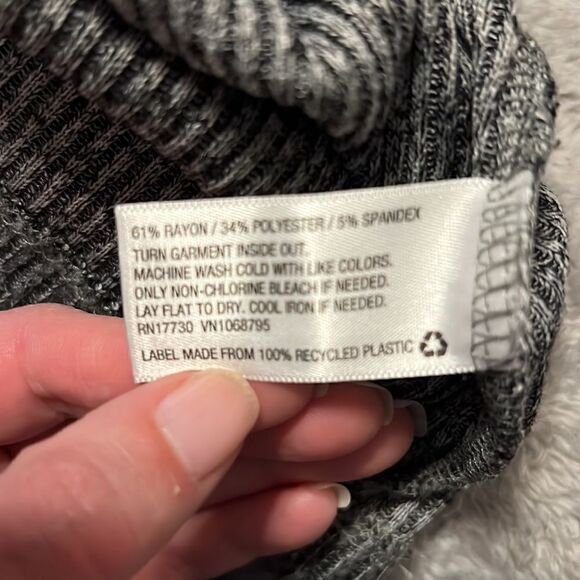 61% RAYON / 34% POLYESTER / 5% SPANDEX
TURN GARMENT INSIDE OUT.
MACHINE WASH COLD WITH LIKE COLORS.
ONLY NON-CHLORINE BLEACH IF NEEDED.
LAY FLAT TO DRY. COOL IRON IF NEEDED.
RN17730 VN1068795
LABEL MADE FROM 100% RECYCLED PLASTIC